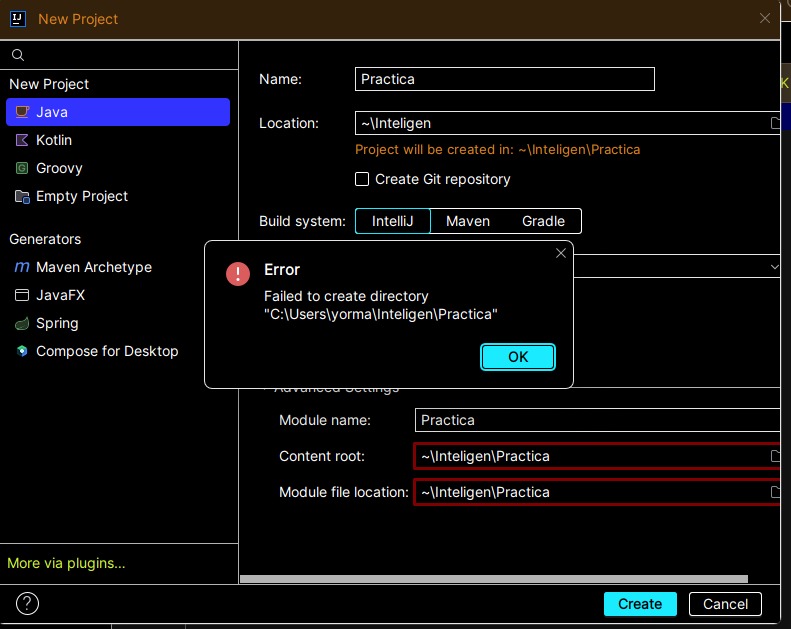 New Project
New Project
Java
Kotlin
Groovy
Empty Project
Generators
Maven Archetype
JavaFX
Spring
Compose for Desktop
More via plugins...
Name:
Practica
Location:
~\Inteligen
Project will be created in: ~\Inteligen\Practica
Create Git repository
Build system:
IntelliJ Maven Gradle
Error
Failed to create directory
"C:\Users\yorma\Inteligen\Practica"
OK
Advanced Settings
Module name:
Practica
Content root:
~\Inteligen\Practica
Module file location:
~\Inteligen\Practica
?
Create
Cancel